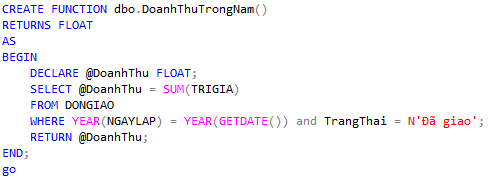 CREATE FUNCTION dbo.DoanhThuTrongNam()
RETURNS FLOAT
AS
BEGIN
    DECLARE @DoanhThu FLOAT;
    SELECT @DoanhThu = SUM(TRIGIA)
    FROM DONGIAO
    WHERE YEAR(NGAYLAP) = YEAR(GETDATE()) and TrangThai = N'Đã giao';
    RETURN @DoanhThu;
END;
go